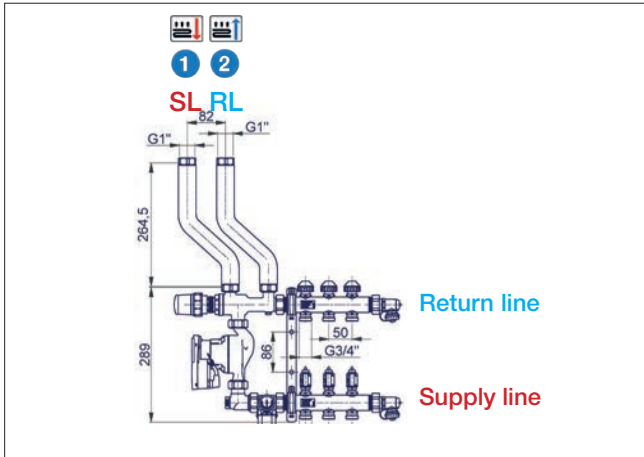 1 2
SL RL
82
G1"
G1"
264,5
Return line
50
G3/4"
86
289
Supply line